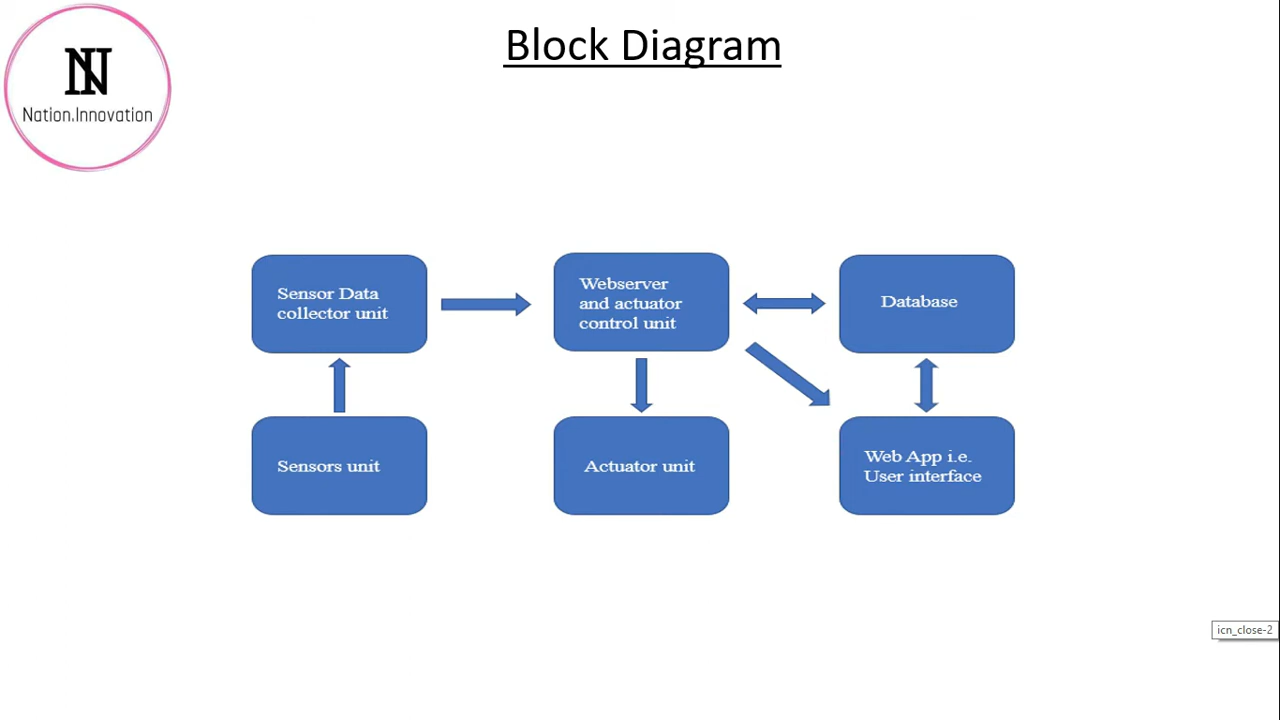 Block Diagram
NN
Nation.Innovation
Sensor Data
collector unit
Webserver
and actuator
control unit
Database
Sensors unit
Actuator unit
Web App i.e.
User interface
icn_close-2